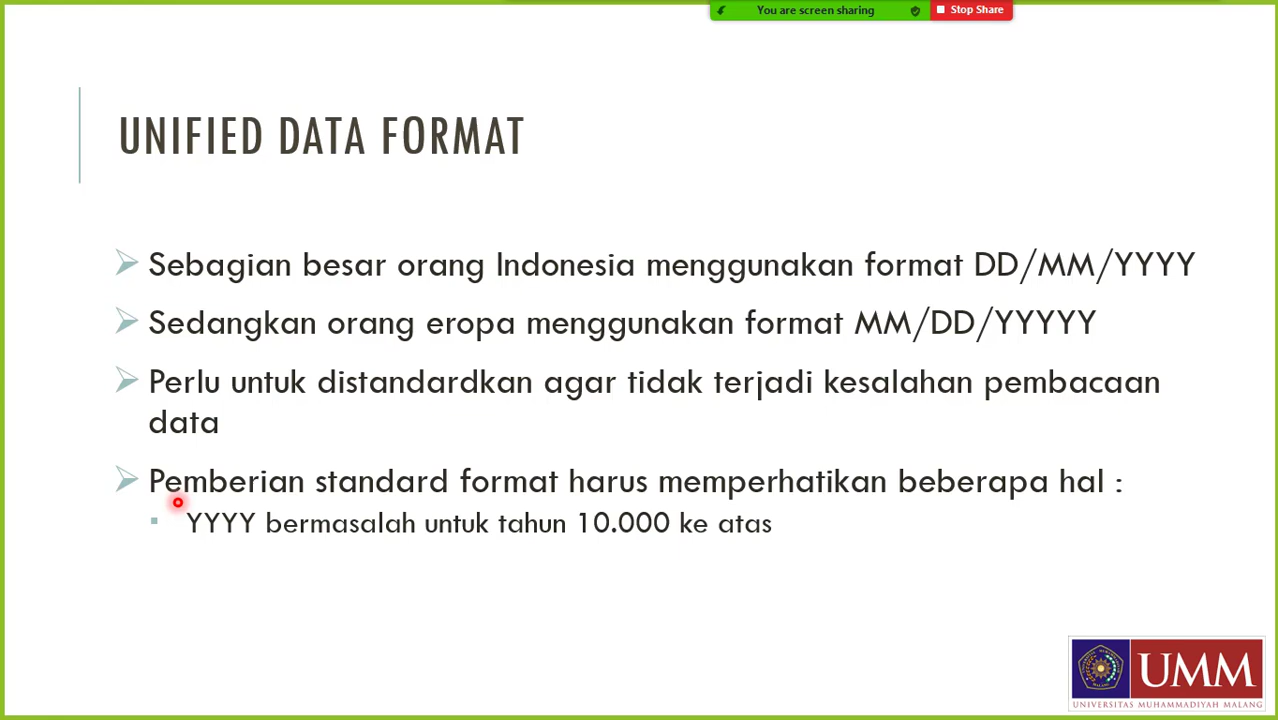 You are screen sharing
Stop Share
UNIFIED DATA FORMAT
Sebagian besar orang Indonesia menggunakan format DD/MM/YYYY
Sedangkan orang eropa menggunakan format MM/DD/YYYYY
Perlu untuk distandardkan agar tidak terjadi kesalahan pembacaan
data
Pemberian standard format harus memperhatikan beberapa hal :
YYYY bermasalah untuk tahun 10.000 ke atas
UMM
UNIVERSITAS MUHAMMADIYAH MALANG